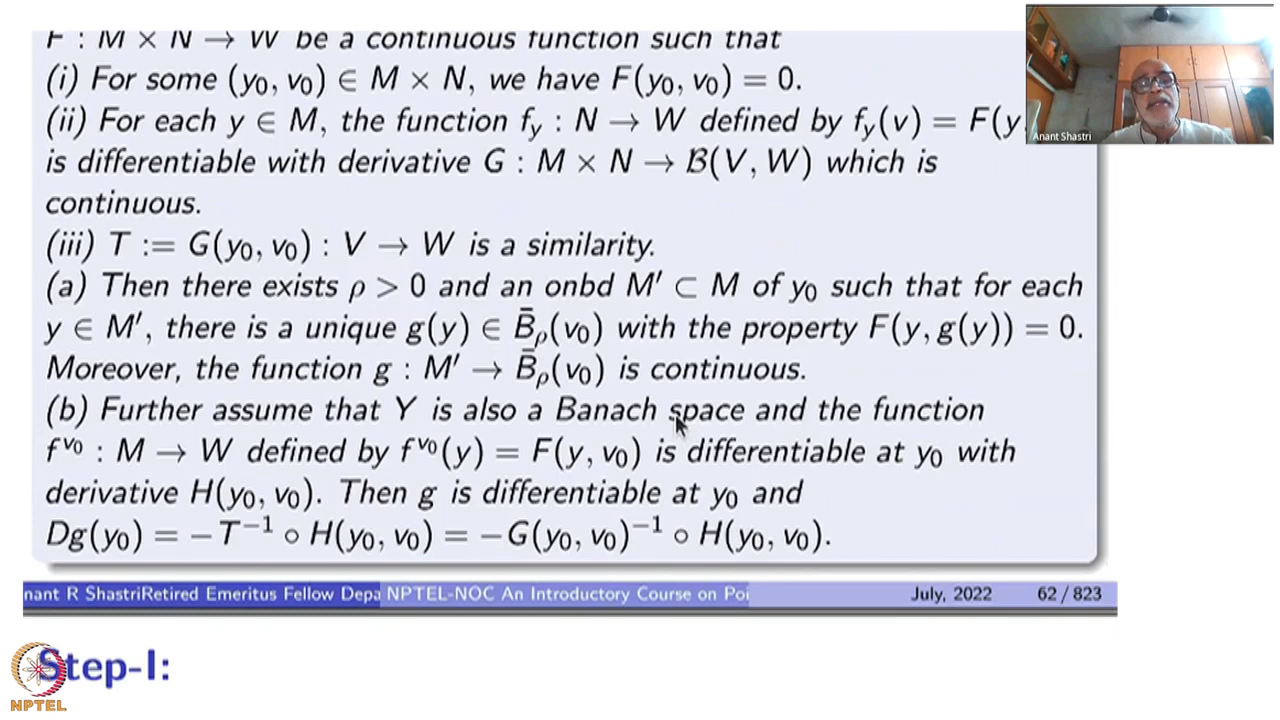 F : M × N → W be a continuous function such that
(i) For some (y₀, v₀) ∈ M × N, we have F(y₀, v₀) = 0.
(ii) For each y ∈ M, the function f_y : N → W defined by f_y(v) = F(y,
is differentiable with derivative G : M × N → ℬ(V, W) which is
continuous.
(iii) T := G(y₀, v₀) : V → W is a similarity.
(a) Then there exists ρ > 0 and an onbd M′ ⊂ M of y₀ such that for each
y ∈ M′, there is a unique g(y) ∈ B̄_ρ(v₀) with the property F(y, g(y)) = 0.
Moreover, the function g : M′ → B̄_ρ(v₀) is continuous.
(b) Further assume that Y is also a Banach space and the function
f^{v₀} : M → W defined by f^{v₀}(y) = F(y, v₀) is differentiable at y₀ with
derivative H(y₀, v₀). Then g is differentiable at y₀ and
Dg(y₀) = −T⁻¹ ∘ H(y₀, v₀) = −G(y₀, v₀)⁻¹ ∘ H(y₀, v₀).
Anant Shastri
nant R ShastriRetired Emeritus Fellow Depa NPTEL-NOC An Introductory Course on Poi July, 2022 62 / 823
Step-I:
NPTEL